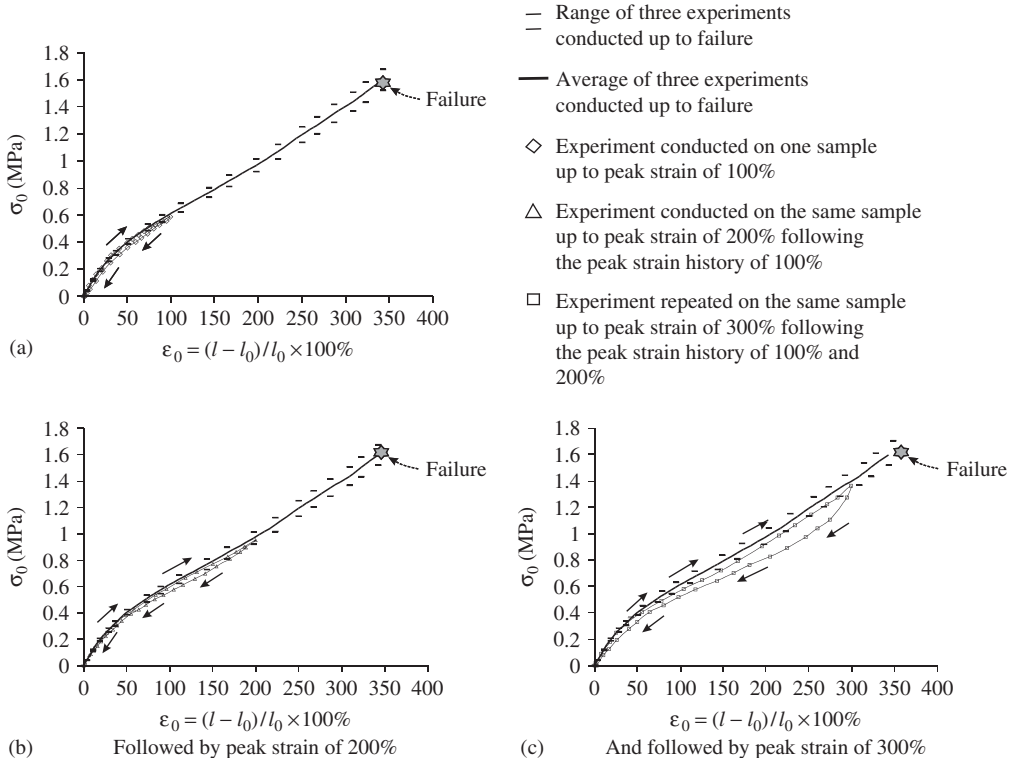 1.8
1.6
1.4
1.2
1
0.8
0.6
0.4
0.2
0
σ₀ (MPa)
Failure
0 50 100 150 200 250 300 350 400
ε₀ = (l – l₀)/l₀ ×100%
(a)
Range of three experiments
conducted up to failure
Average of three experiments
conducted up to failure
Experiment conducted on one sample
up to peak strain of 100%
Experiment conducted on the same sample
up to peak strain of 200% following
the peak strain history of 100%
Experiment repeated on the same sample
up to peak strain of 300% following
the peak strain history of 100% and
200%
1.8
1.6
1.4
1.2
1
0.8
0.6
0.4
0.2
0
σ₀ (MPa)
Failure
0 50 100 150 200 250 300 350 400
ε₀ = (l – l₀)/l₀ ×100%
(b) Followed by peak strain of 200%
1.8
1.6
1.4
1.2
1
0.8
0.6
0.4
0.2
0
σ₀ (MPa)
Failure
0 50 100 150 200 250 300 350 400
ε₀ = (l – l₀)/l₀ ×100%
(c) And followed by peak strain of 300%